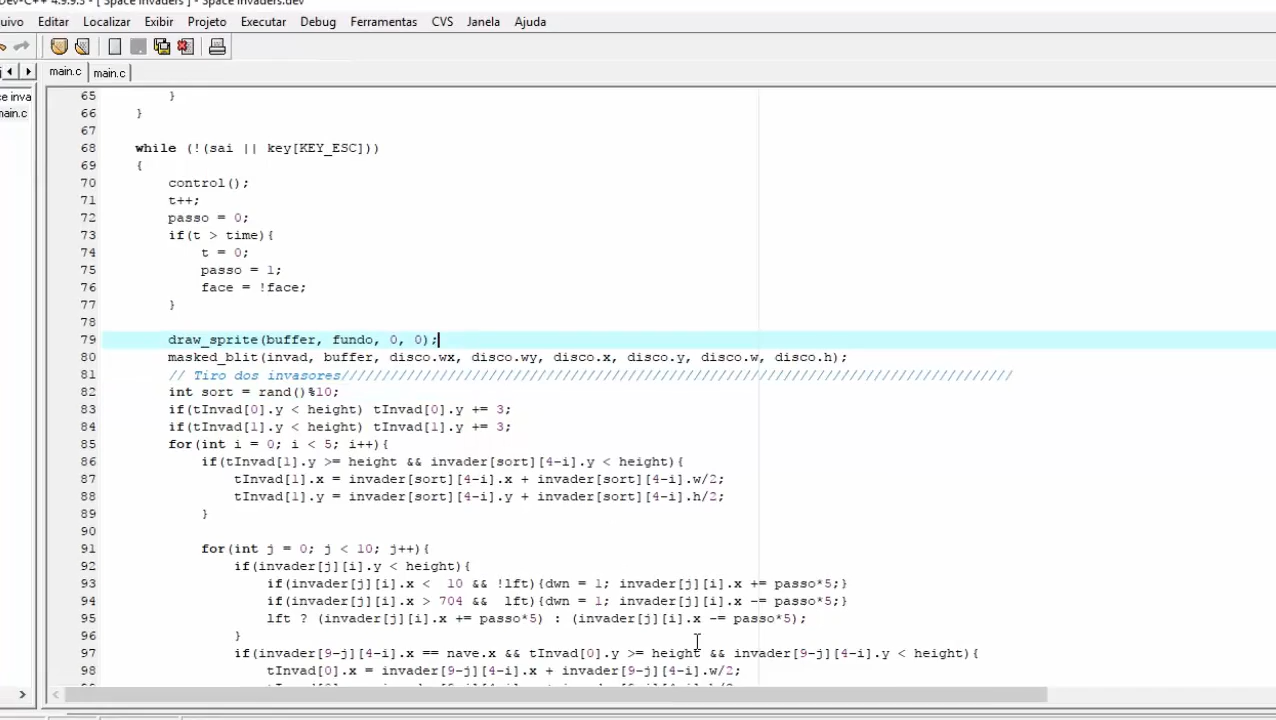 Dev-C++ 4.9.9.3 - [ Space Invaders ] - Space Invaders.dev
uivo Editar Localizar Exibir Projeto Executar Debug Ferramentas CVS Janela Ajuda
main.c main.c
ce inva
main.c
65 }
66 }
67
68 while (!(sai || key[KEY_ESC]))
69 {
70 control();
71 t++;
72 passo = 0;
73 if(t > time){
74 t = 0;
75 passo = 1;
76 face = !face;
77 }
78
79 draw_sprite(buffer, fundo, 0, 0);
80 masked_blit(invad, buffer, disco.wx, disco.wy, disco.x, disco.y, disco.w, disco.h);
81 // Tiro dos invasores//////////////////////////////////////////////////////////////////////////////////
82 int sort = rand()%10;
83 if(tInvad[0].y < height) tInvad[0].y += 3;
84 if(tInvad[1].y < height) tInvad[1].y += 3;
85 for(int i = 0; i < 5; i++){
86 if(tInvad[1].y >= height && invader[sort][4-i].y < height){
87 tInvad[1].x = invader[sort][4-i].x + invader[sort][4-i].w/2;
88 tInvad[1].y = invader[sort][4-i].y + invader[sort][4-i].h/2;
89 }
90
91 for(int j = 0; j < 10; j++){
92 if(invader[j][i].y < height){
93 if(invader[j][i].x < 10 && !lft){dwn = 1; invader[j][i].x += passo*5;}
94 if(invader[j][i].x > 704 && lft){dwn = 1; invader[j][i].x -= passo*5;}
95 lft ? (invader[j][i].x += passo*5) : (invader[j][i].x -= passo*5);
96 }
97 if(invader[9-j][4-i].x == nave.x && tInvad[0].y >= height && invader[9-j][4-i].y < height){
98 tInvad[0].x = invader[9-j][4-i].x + invader[9-j][4-i].w/2;